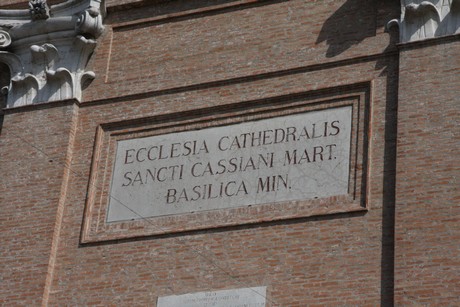 ECCLESIA CATHEDRALIS
SANCTI CASSIANI MART.
BASILICA MIN.